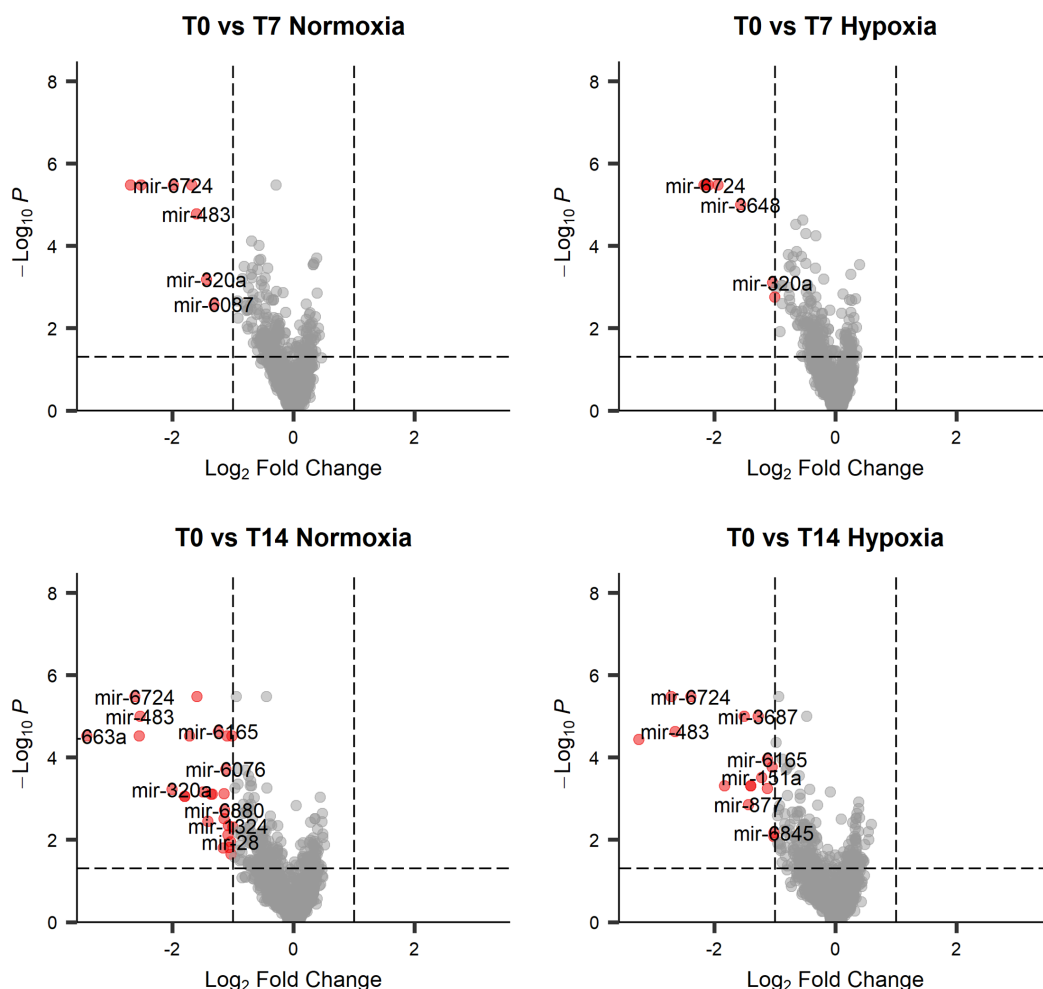 T0 vs T7 Normoxia
8
6
4
2
0
−Log10 P
mir-6724
mir-483
mir-320a
mir-6087
-2
0
2
Log2 Fold Change
T0 vs T7 Hypoxia
8
6
4
2
0
−Log10 P
mir-6724
mir-3648
mir-320a
-2
0
2
Log2 Fold Change
T0 vs T14 Normoxia
8
6
4
2
0
−Log10 P
mir-6724
mir-483
-663a
mir-6165
mir-6076
mir-320a
mir-6880
mir-1324
mir-28
-2
0
2
Log2 Fold Change
T0 vs T14 Hypoxia
8
6
4
2
0
−Log10 P
mir-6724
mir-3687
mir-483
mir-6165
mir-151a
mir-877
mir-6845
-2
0
2
Log2 Fold Change